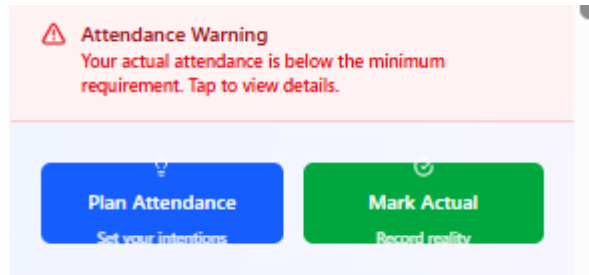 Attendance Warning
Your actual attendance is below the minimum
requirement. Tap to view details.
Plan Attendance
Mark Actual
Set your intentions
Record reality